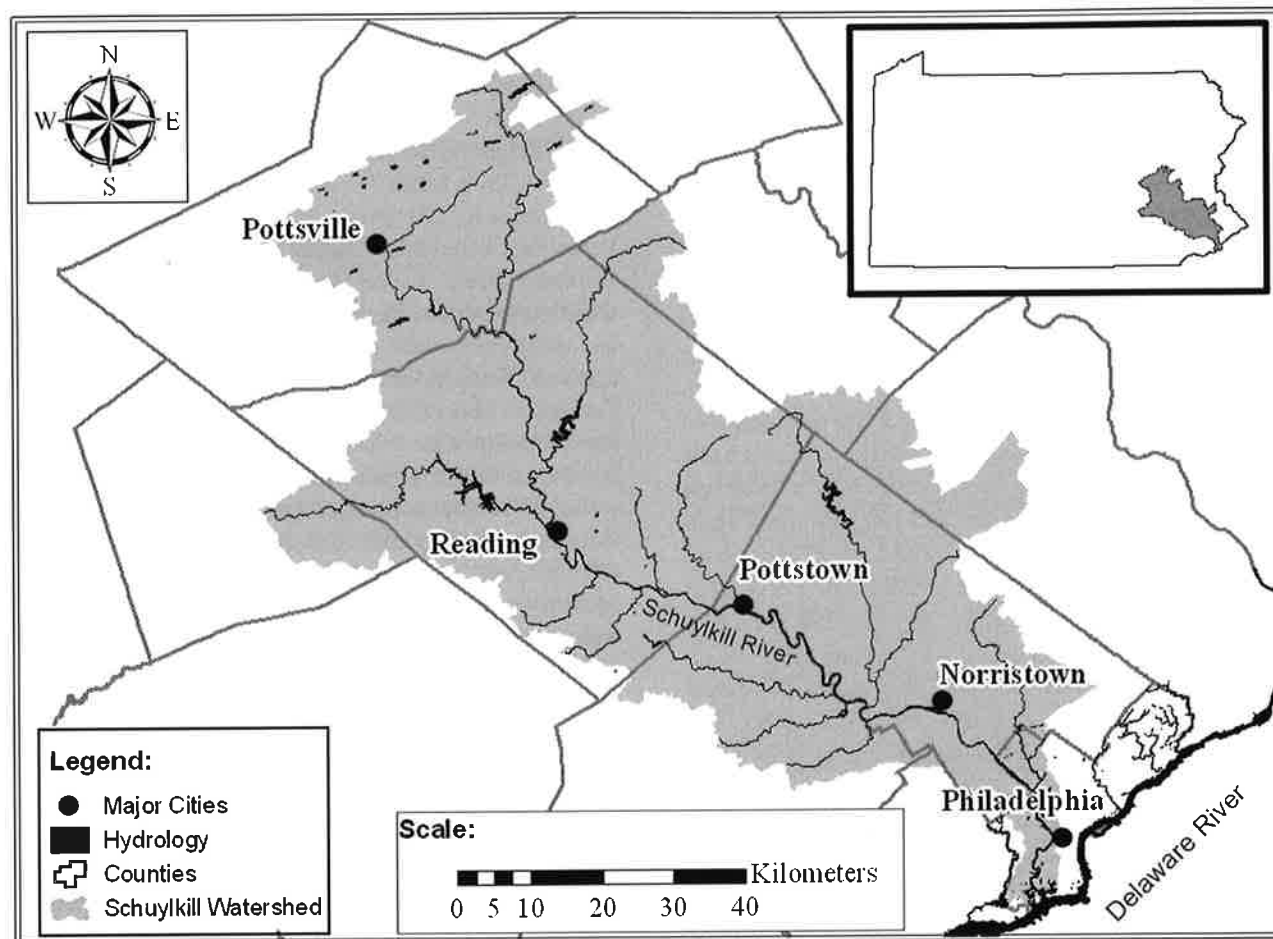 N
W E
S
Pottsville
Reading
Pottstown
Schuylkill River
Norristown
Philadelphia
Delaware River
Legend:
Major Cities
Hydrology
Counties
Schuylkill Watershed
Scale:
Kilometers
0 5 10 20 30 40